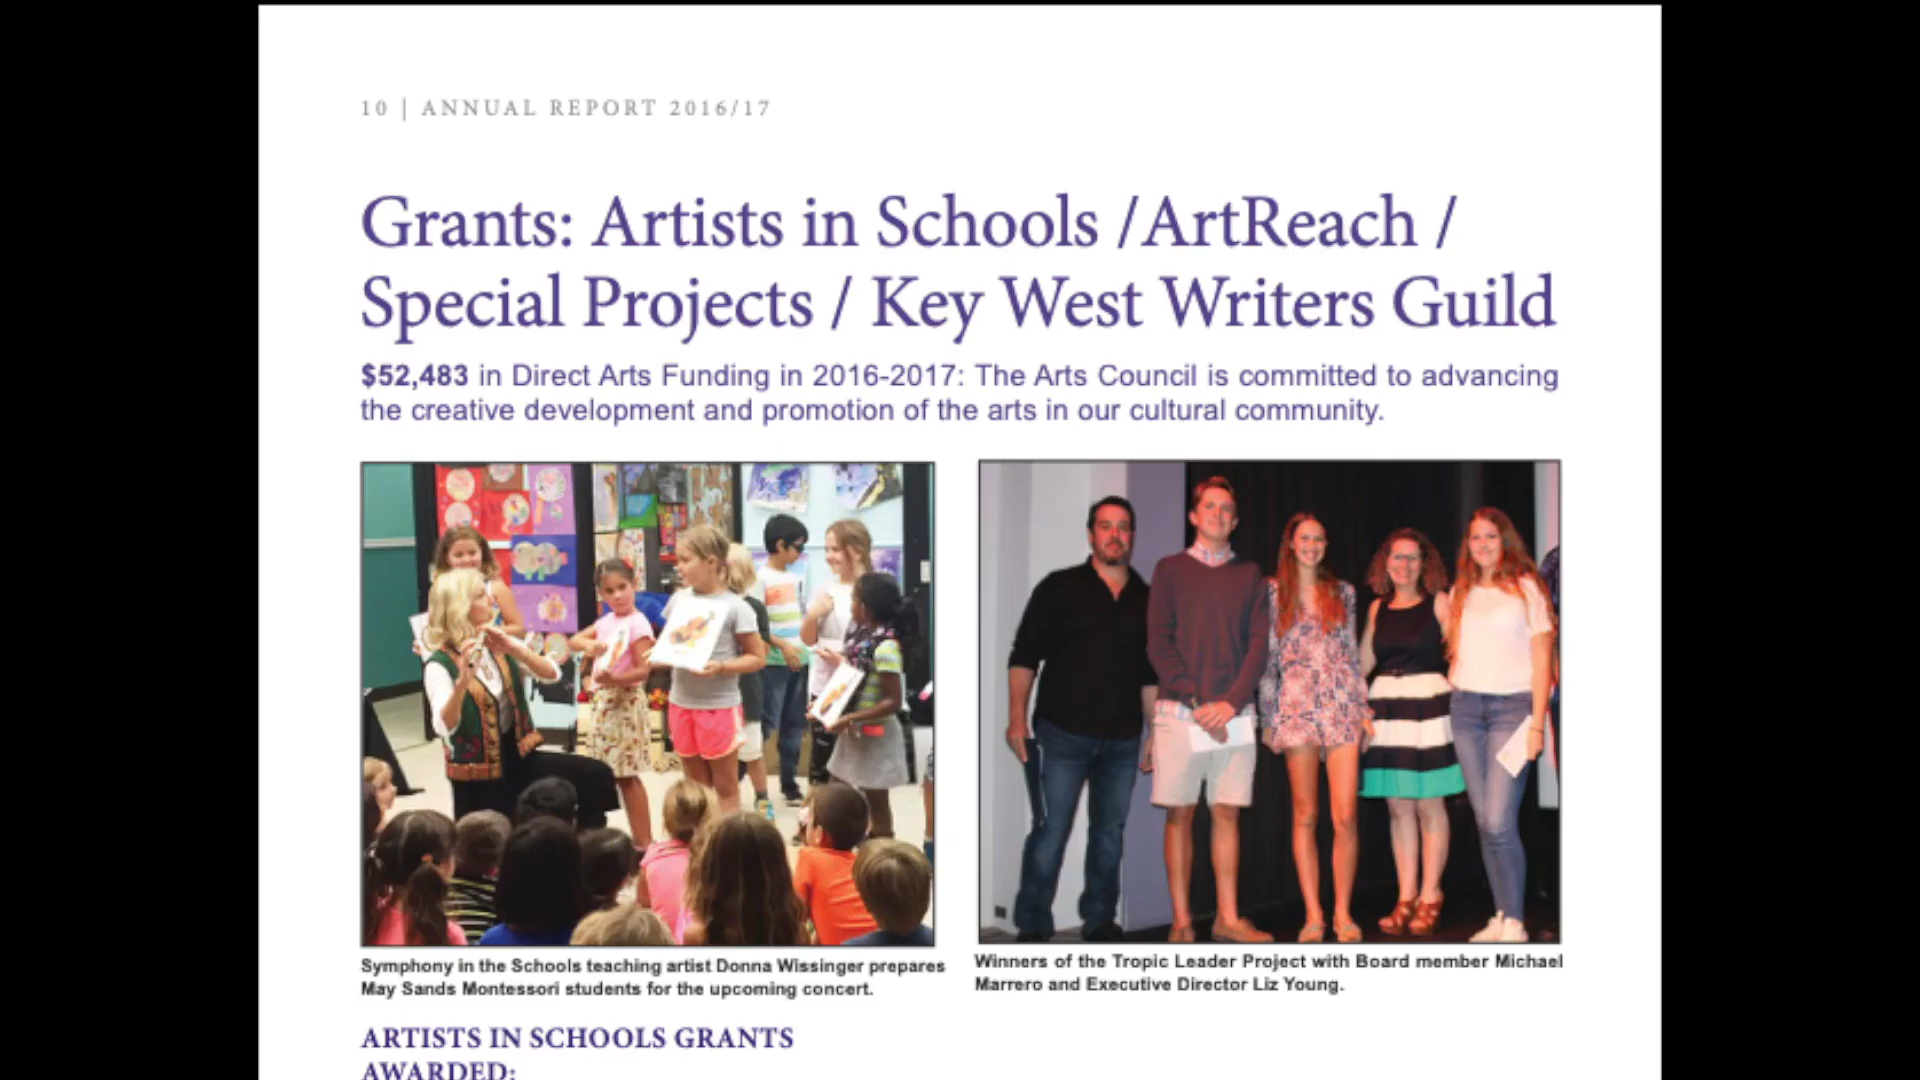 10 | ANNUAL REPORT 2016/17
Grants: Artists in Schools /ArtReach /
Special Projects / Key West Writers Guild
$52,483 in Direct Arts Funding in 2016-2017: The Arts Council is committed to advancing
the creative development and promotion of the arts in our cultural community.
Symphony in the Schools teaching artist Donna Wissinger prepares
May Sands Montessori students for the upcoming concert.
Winners of the Tropic Leader Project with Board member Michael
Marrero and Executive Director Liz Young.
ARTISTS IN SCHOOLS GRANTS
AWARDED: